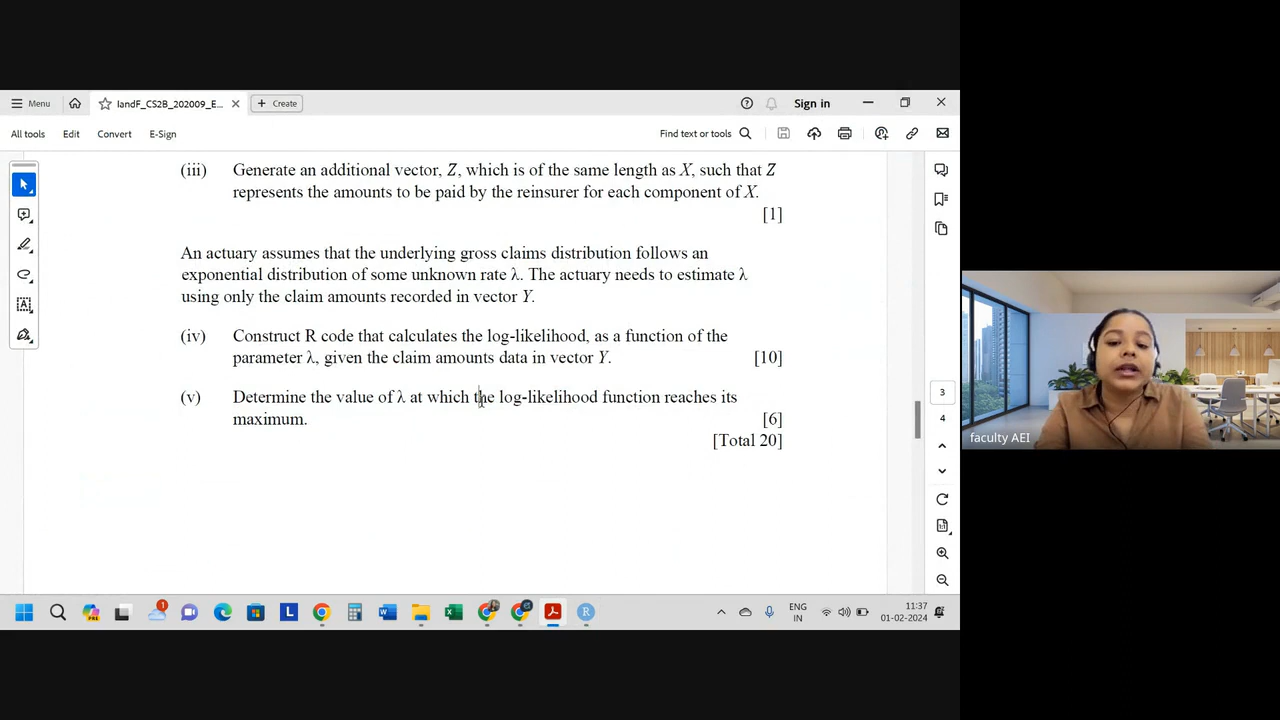 Menu
IandF_CS2B_202009_E...
Create
Sign in
All tools
Edit
Convert
E-Sign
Find text or tools
(iii) Generate an additional vector, Z, which is of the same length as X, such that Z
represents the amounts to be paid by the reinsurer for each component of X.
[1]
An actuary assumes that the underlying gross claims distribution follows an
exponential distribution of some unknown rate λ. The actuary needs to estimate λ
using only the claim amounts recorded in vector Y.
(iv) Construct R code that calculates the log-likelihood, as a function of the
parameter λ, given the claim amounts data in vector Y. [10]
(v) Determine the value of λ at which the log-likelihood function reaches its
maximum. [6]
[Total 20]
3
4
faculty AEI
1
PRE
L
ENG
IN
11:37
01-02-2024